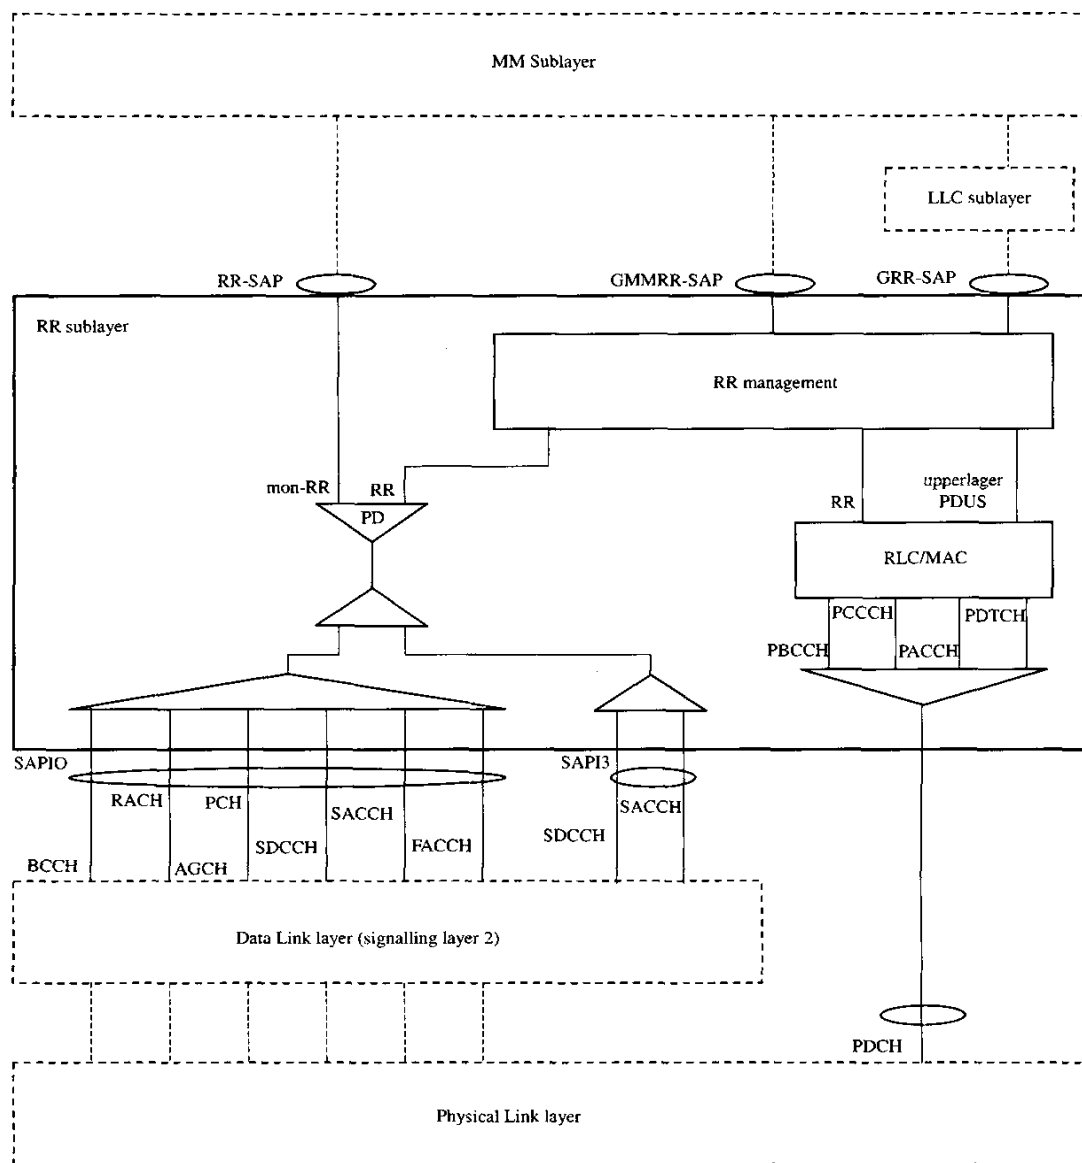 MM Sublayer
LLC sublayer
RR-SAP
GMMRR-SAP
GRR-SAP
RR sublayer
RR management
mon-RR
RR
PD
RR
upperlager
PDUS
RLC/MAC
PCCCH
PDTCH
PBCCH
PACCH
SAPIO
SAPI3
RACH
PCH
SACCH
SACCH
SDCCH
FACCH
SDCCH
BCCH
AGCH
Data Link layer (signalling layer 2)
PDCH
Physical Link layer